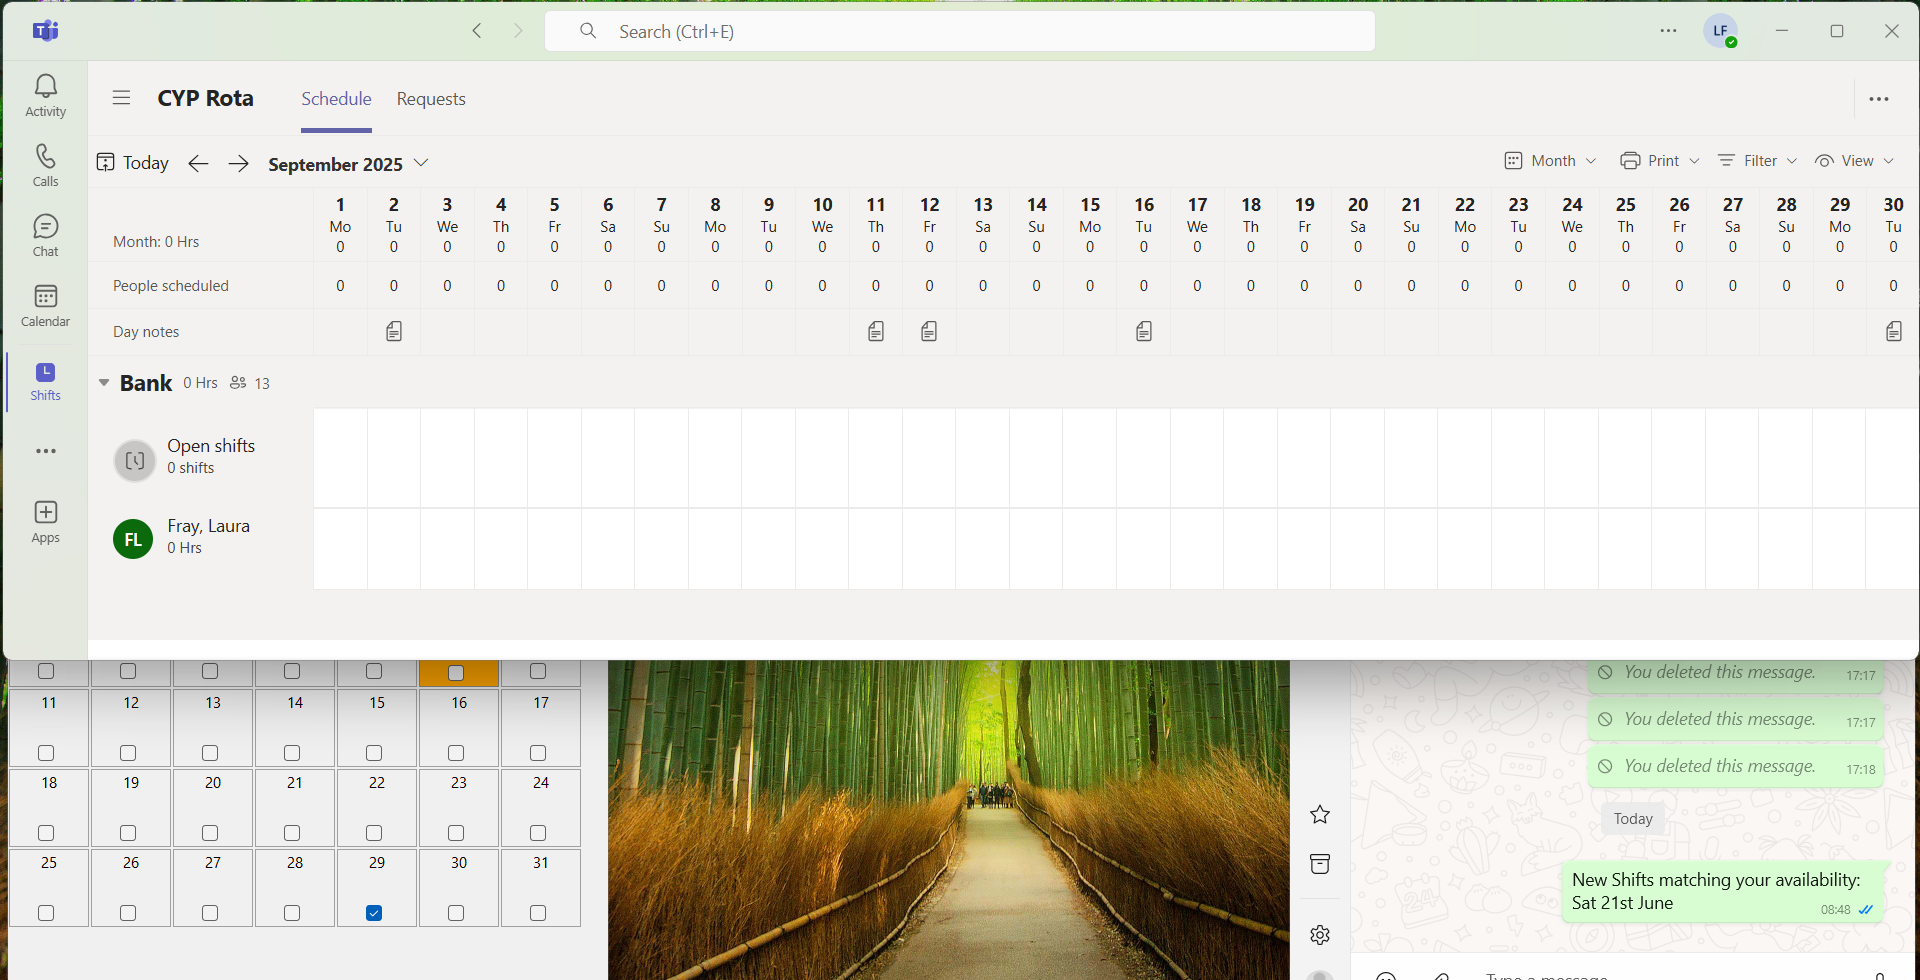 Search (Ctrl+E)
LF
Activity
Calls
Chat
Calendar
Shifts
Apps
CYP Rota
Schedule
Requests
Today
September 2025
Month
Print
Filter
View
1 2 3 4 5 6 7 8 9 10 11 12 13 14 15 16 17 18 19 20 21 22 23 24 25 26 27 28 29 30
Mo Tu We Th Fr Sa Su Mo Tu We Th Fr Sa Su Mo Tu We Th Fr Sa Su Mo Tu We Th Fr Sa Su Mo Tu
Month: 0 Hrs 0 0 0 0 0 0 0 0 0 0 0 0 0 0 0 0 0 0 0 0 0 0 0 0 0 0 0 0 0 0
People scheduled 0 0 0 0 0 0 0 0 0 0 0 0 0 0 0 0 0 0 0 0 0 0 0 0 0 0 0 0 0 0
Day notes
Bank 0 Hrs 13
Open shifts
0 shifts
FL
Fray, Laura
0 Hrs
11 12 13 14 15 16 17
18 19 20 21 22 23 24
25 26 27 28 29 30 31
You deleted this message. 17:17
You deleted this message. 17:17
You deleted this message. 17:18
Today
New Shifts matching your availability:
Sat 21st June
08:48
Type a message